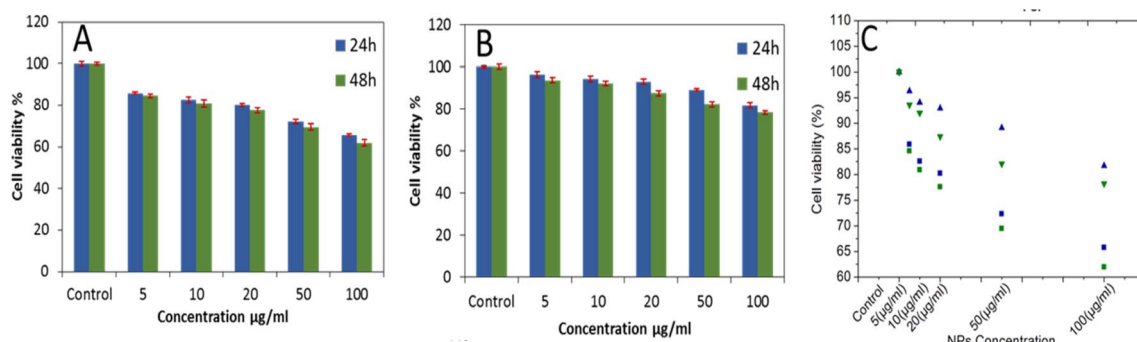 A
120
100
80
60
40
20
0
Cell viability %
24h
48h
Control 5 10 20 50 100
Concentration µg/ml
B
120
100
80
60
40
20
0
Cell viability %
24h
48h
Control 5 10 20 50 100
Concentration µg/ml
C
110
105
100
95
90
85
80
75
70
65
60
Cell viability (%)
Control 5(µg/ml) 10(µg/ml) 20(µg/ml) 50(µg/ml) 100(µg/ml)
NPs Concentration